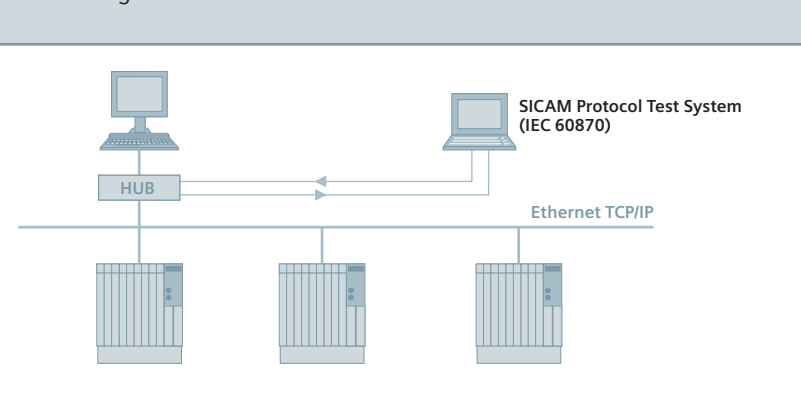 SICAM Protocol Test System
(IEC 60870)
HUB
Ethernet TCP/IP